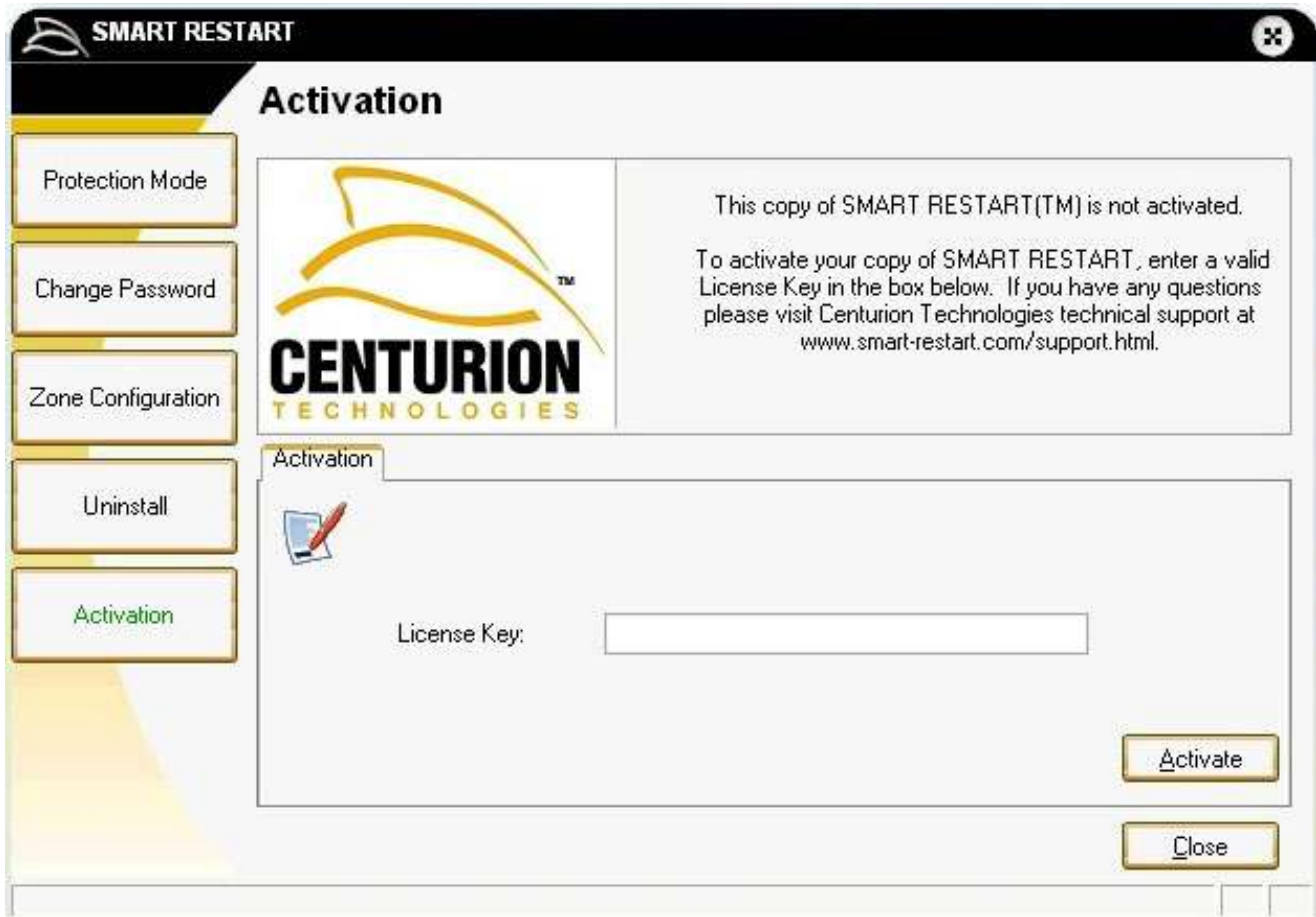 SMART RESTART
Activation
Protection Mode
Change Password
Zone Configuration
Uninstall
Activation
TM
CENTURION
TECHNOLOGIES
This copy of SMART RESTART(TM) is not activated.
To activate your copy of SMART RESTART, enter a valid
License Key in the box below.  If you have any questions
please visit Centurion Technologies technical support at
www.smart-restart.com/support.html.
Activation
License Key:
Activate
Close